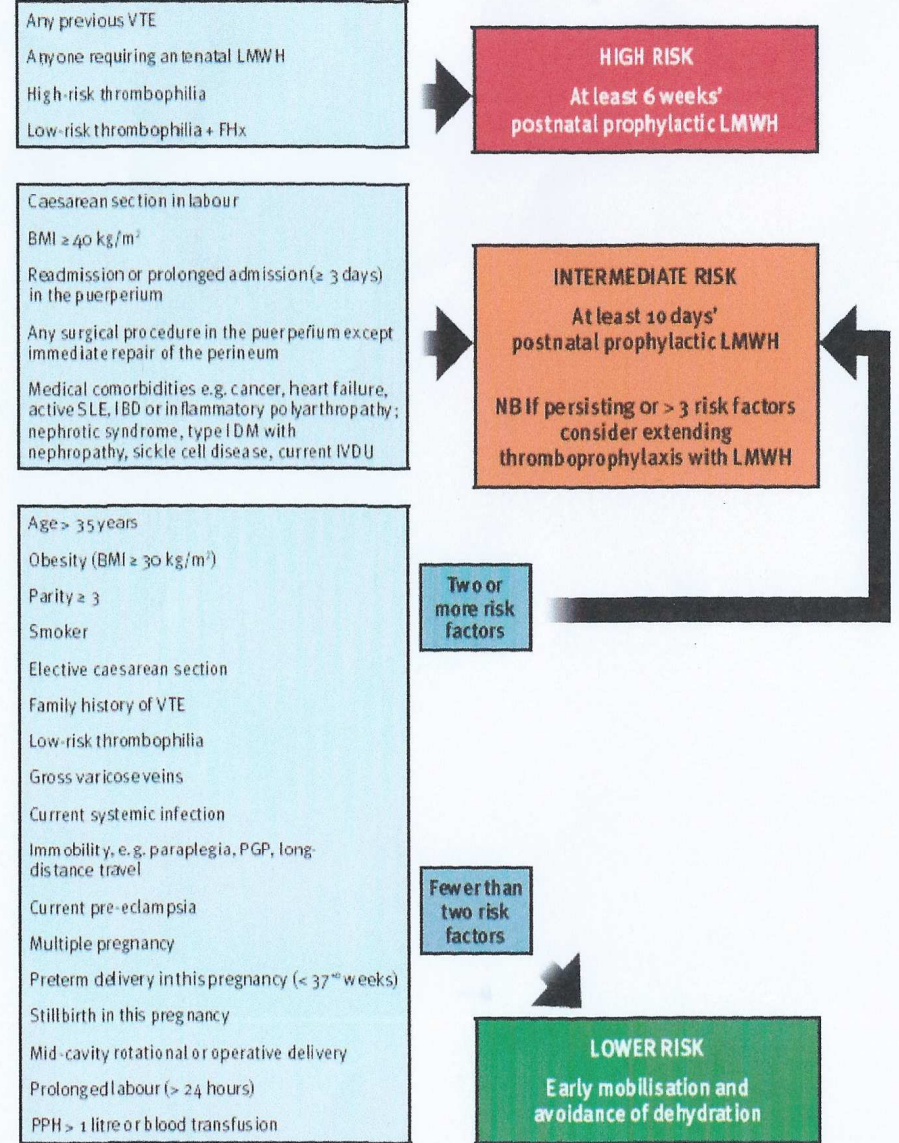 Any previous VTE
Anyone requiring antenatal LMWH
High-risk thrombophilia
Low-risk thrombophilia + FHx
HIGH RISK
At least 6 weeks'
postnatal prophylactic LMWH
Caesarean section in labour
BMI ≥ 40 kg/m²
Readmission or prolonged admission (≥ 3 days)
in the puerperium
Any surgical procedure in the puerperium except
immediate repair of the perineum
Medical comorbidities e.g. cancer, heart failure,
active SLE, IBD or inflammatory polyarthropathy;
nephrotic syndrome, type I DM with
nephropathy, sickle cell disease, current IVDU
INTERMEDIATE RISK
At least 10 days'
postnatal prophylactic LMWH
NB If persisting or > 3 risk factors
consider extending
thromboprophylaxis with LMWH
Age > 35 years
Obesity (BMI ≥ 30 kg/m²)
Parity ≥ 3
Smoker
Elective caesarean section
Family history of VTE
Low-risk thrombophilia
Gross varicose veins
Current systemic infection
Immobility, e.g. paraplegia, PGP, long-
distance travel
Current pre-eclampsia
Multiple pregnancy
Preterm delivery in this pregnancy (< 37⁺⁰ weeks)
Stillbirth in this pregnancy
Mid-cavity rotational or operative delivery
Prolonged labour (> 24 hours)
PPH > 1 litre or blood transfusion
Two or
more risk
factors
Fewer than
two risk
factors
LOWER RISK
Early mobilisation and
avoidance of dehydration